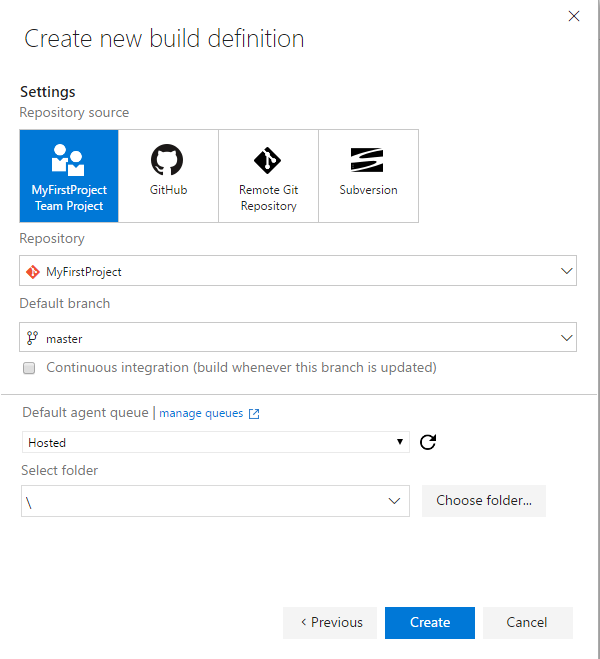 Create new build definition
Settings
Repository source
MyFirstProject
Team Project
GitHub
Remote Git
Repository
Subversion
Repository
MyFirstProject
Default branch
master
Continuous integration (build whenever this branch is updated)
Default agent queue | manage queues
Hosted
Select folder
\
Choose folder...
< Previous
Create
Cancel